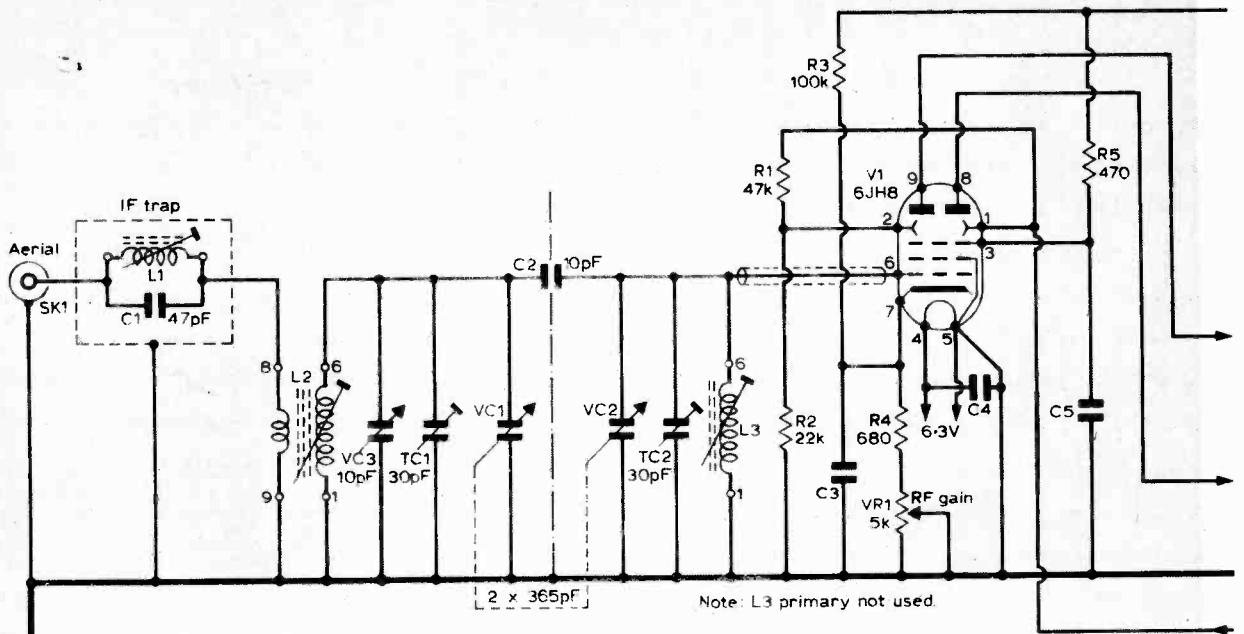 IF trap
Aerial
SK1
L1
C1
47pF
8
9
L2
6
1
VC3
10pF
TC1
30pF
VC1
C2
10pF
VC2
TC2
30pF
2 x 365pF
6
L3
1
Note: L3 primary not used.
R3
100k
R1
47k
V1
6JH8
9
8
2
1
3
6
7
4
5
R5
470
R2
22k
R4
680
6·3V
C4
C5
C3
VR1
5k
RF gain